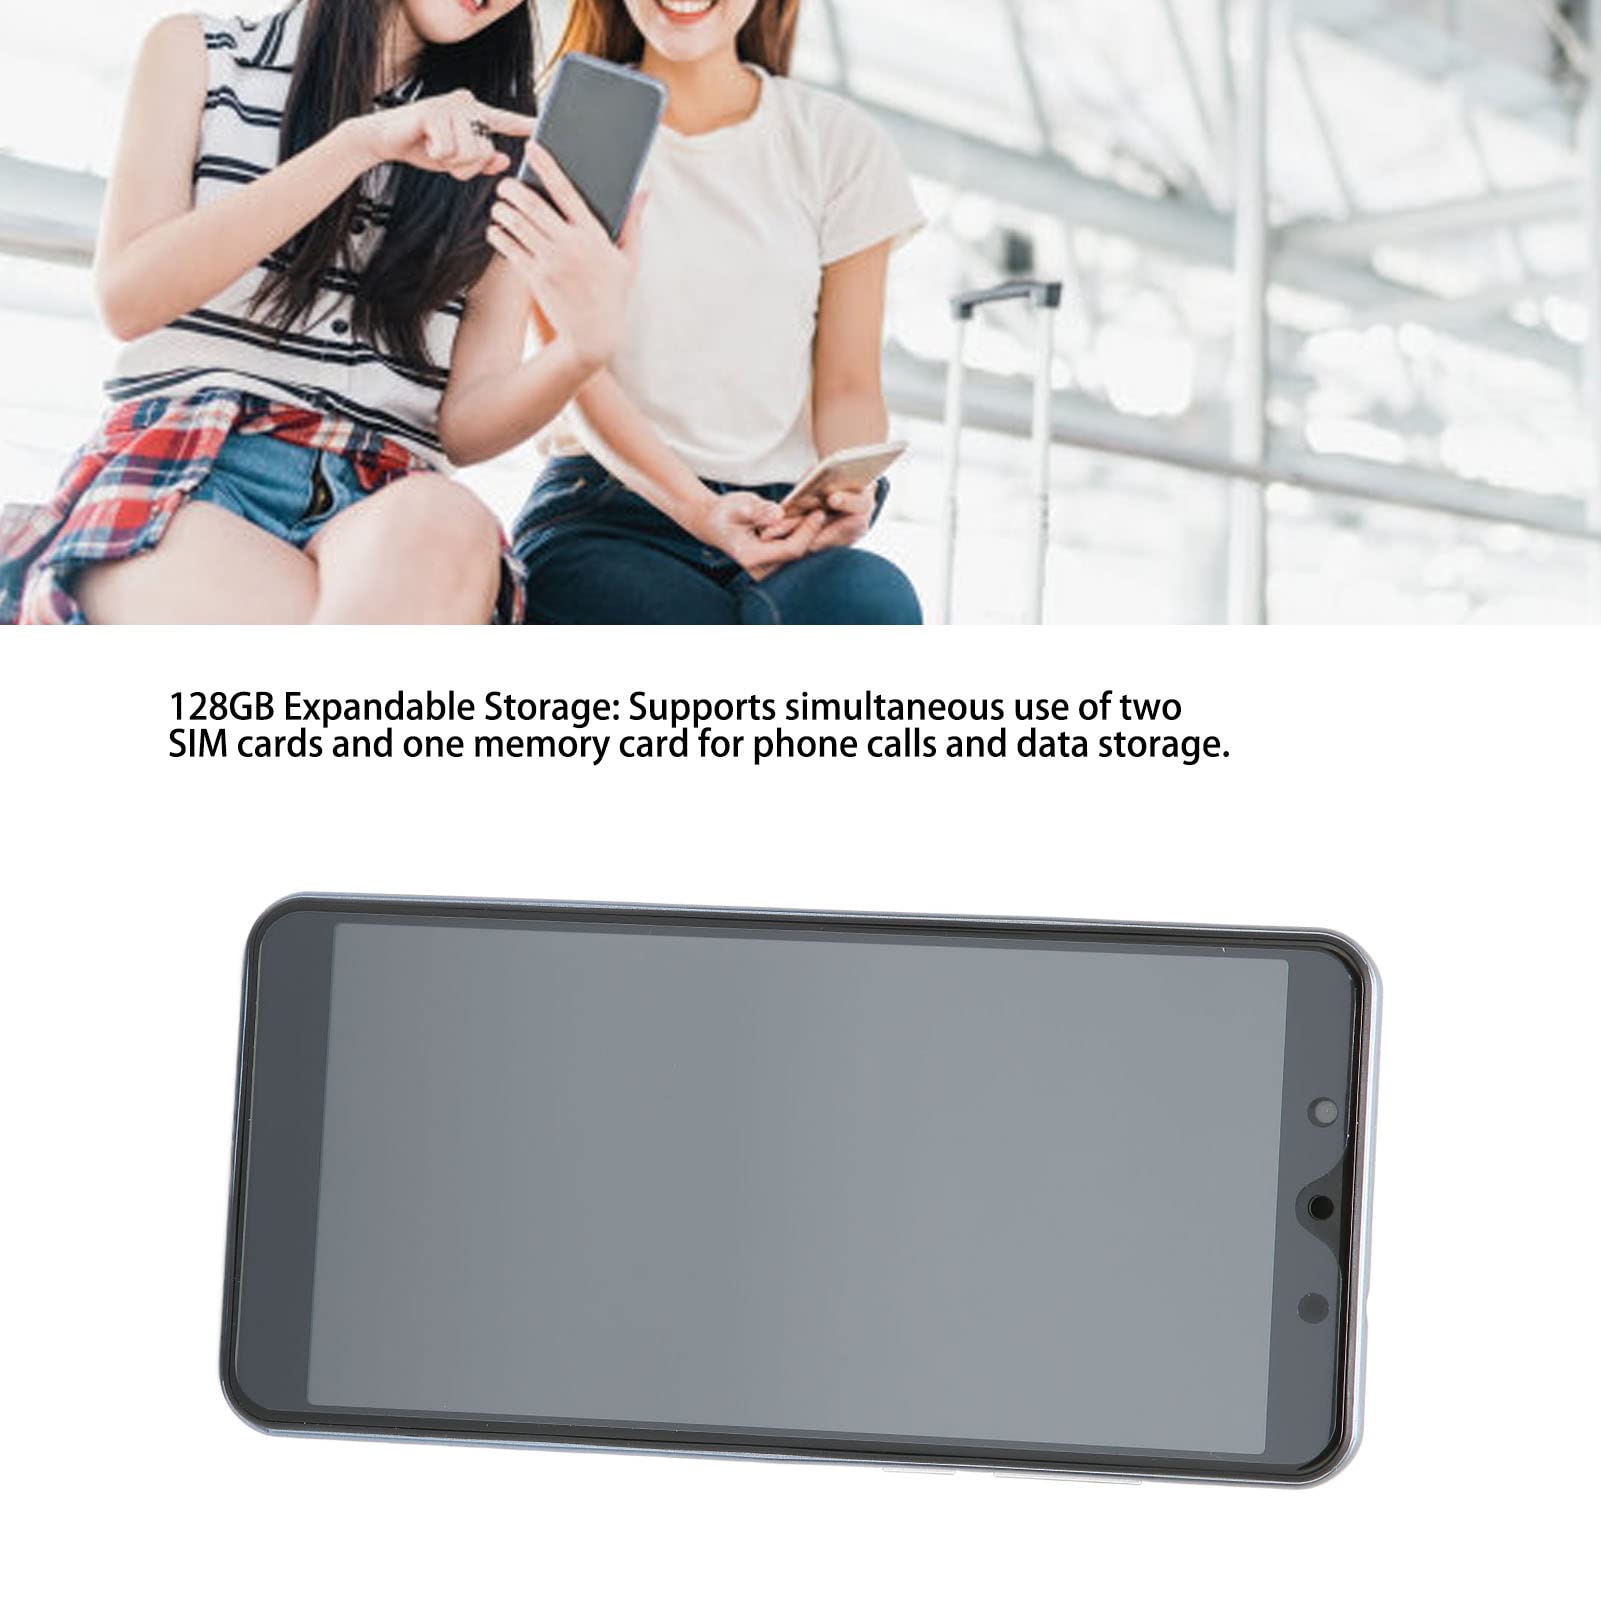 128GB Expandable Storage: Supports simultaneous use of two
SIM cards and one memory card for phone calls and data storage.